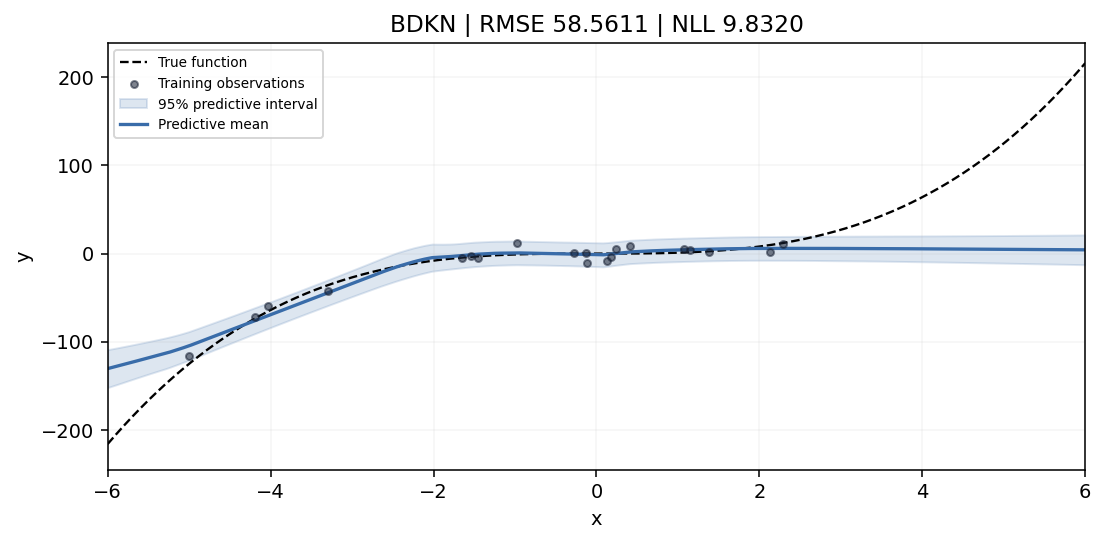 BDKN | RMSE 58.5611 | NLL 9.8320
True function
Training observations
95% predictive interval
Predictive mean
200
100
0
−100
−200
y
−6 −4 −2 0 2 4 6
x